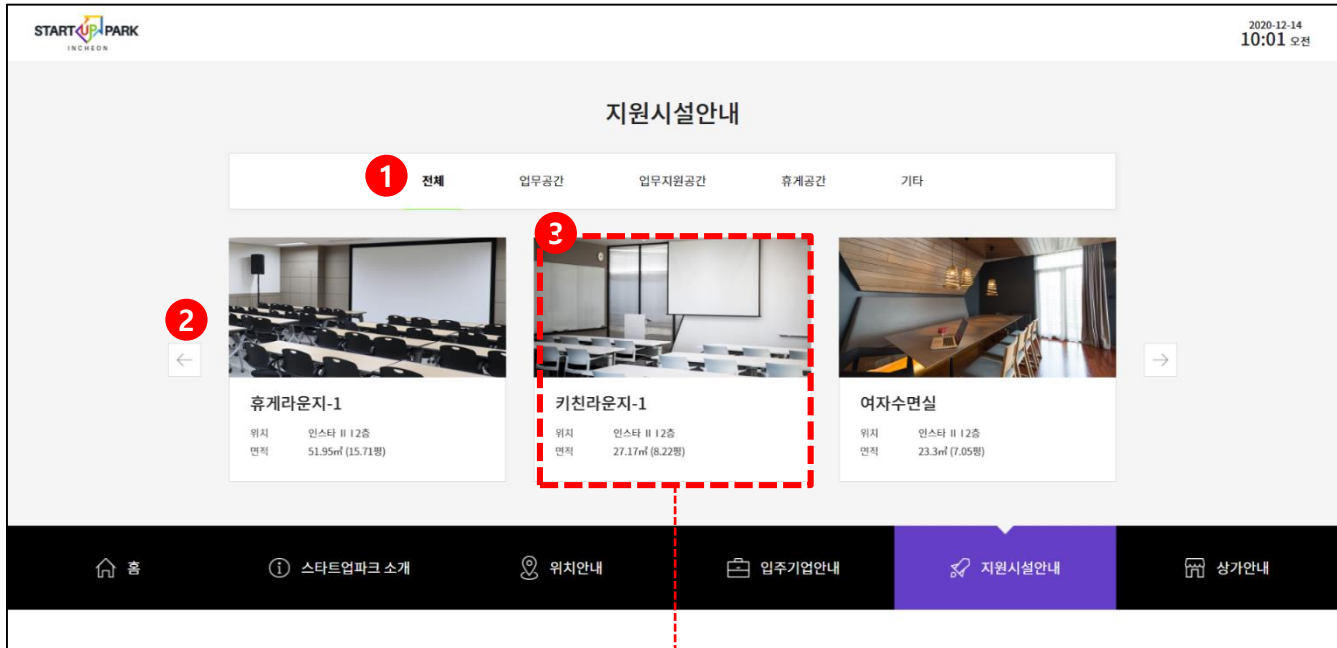 START UP PARK
INCHEON
2020-12-14
10:01 오전
지원시설안내
1
전체 업무공간 업무지원공간 휴게공간 기타
3
2
← →
휴게라운지-1
위치 인스타 II I 2층
면적 51.95㎡ (15.71평)
키친라운지-1
위치 인스타 II I 2층
면적 27.17㎡ (8.22평)
여자수면실
위치 인스타 II I 2층
면적 23.3㎡ (7.05평)
홈 스타트업파크 소개 위치안내 입주기업안내 지원시설안내 상가안내